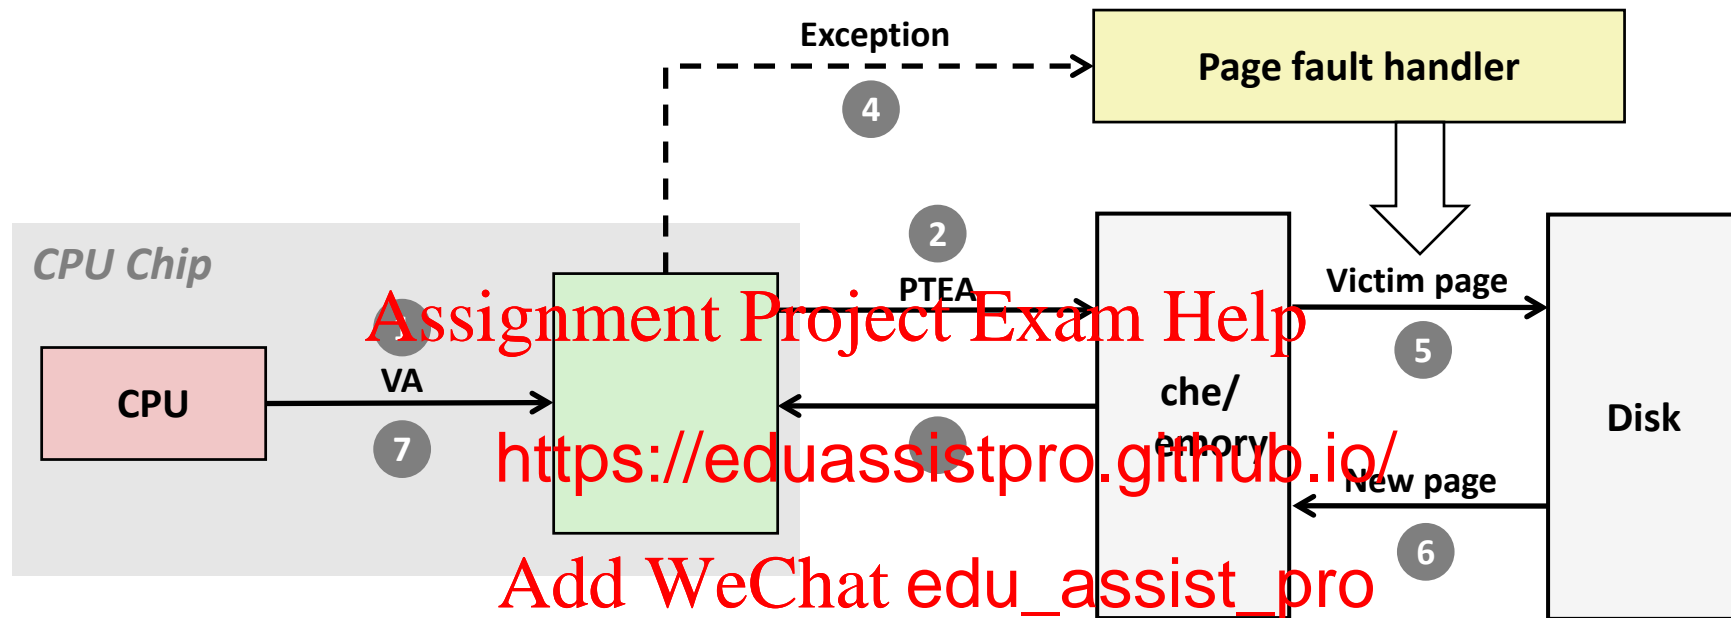 Exception
Page fault handler
4
2
CPU Chip
PTEA
Victim page
Assignment Project Exam Help
5
VA
CPU
che/
Disk
7
emory
https://eduassistpro.github.io/
New page
6
Add WeChat edu_assist_pro